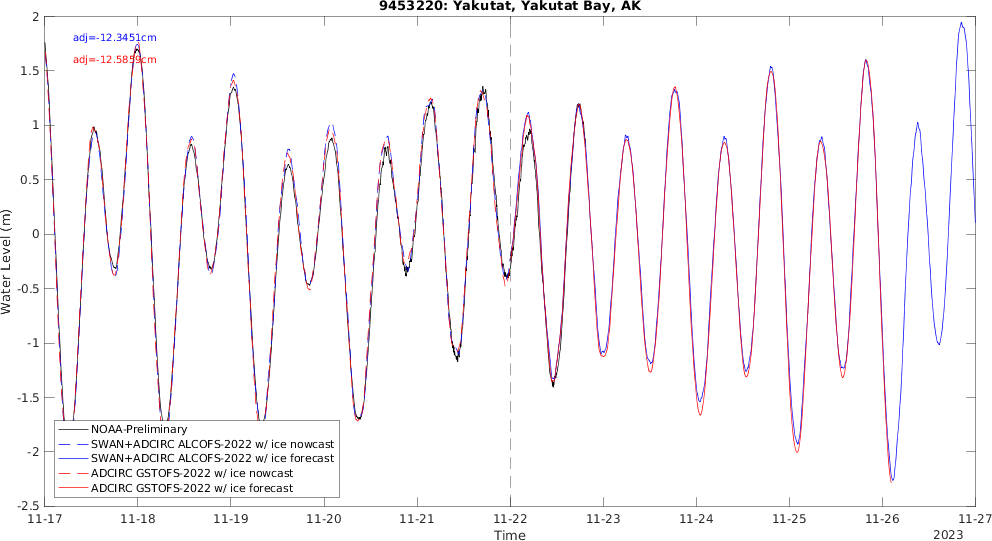 9453220: Yakutat, Yakutat Bay, AK
adj=-12.3451cm
adj=-12.5859cm
2
1.5
1
0.5
0
-0.5
-1
-1.5
-2
-2.5
Water Level (m)
NOAA-Preliminary
SWAN+ADCIRC ALCOFS-2022 w/ ice nowcast
SWAN+ADCIRC ALCOFS-2022 w/ ice forecast
ADCIRC GSTOFS-2022 w/ ice nowcast
ADCIRC GSTOFS-2022 w/ ice forecast
11-17 11-18 11-19 11-20 11-21 11-22 11-23 11-24 11-25 11-26 11-27
Time
2023